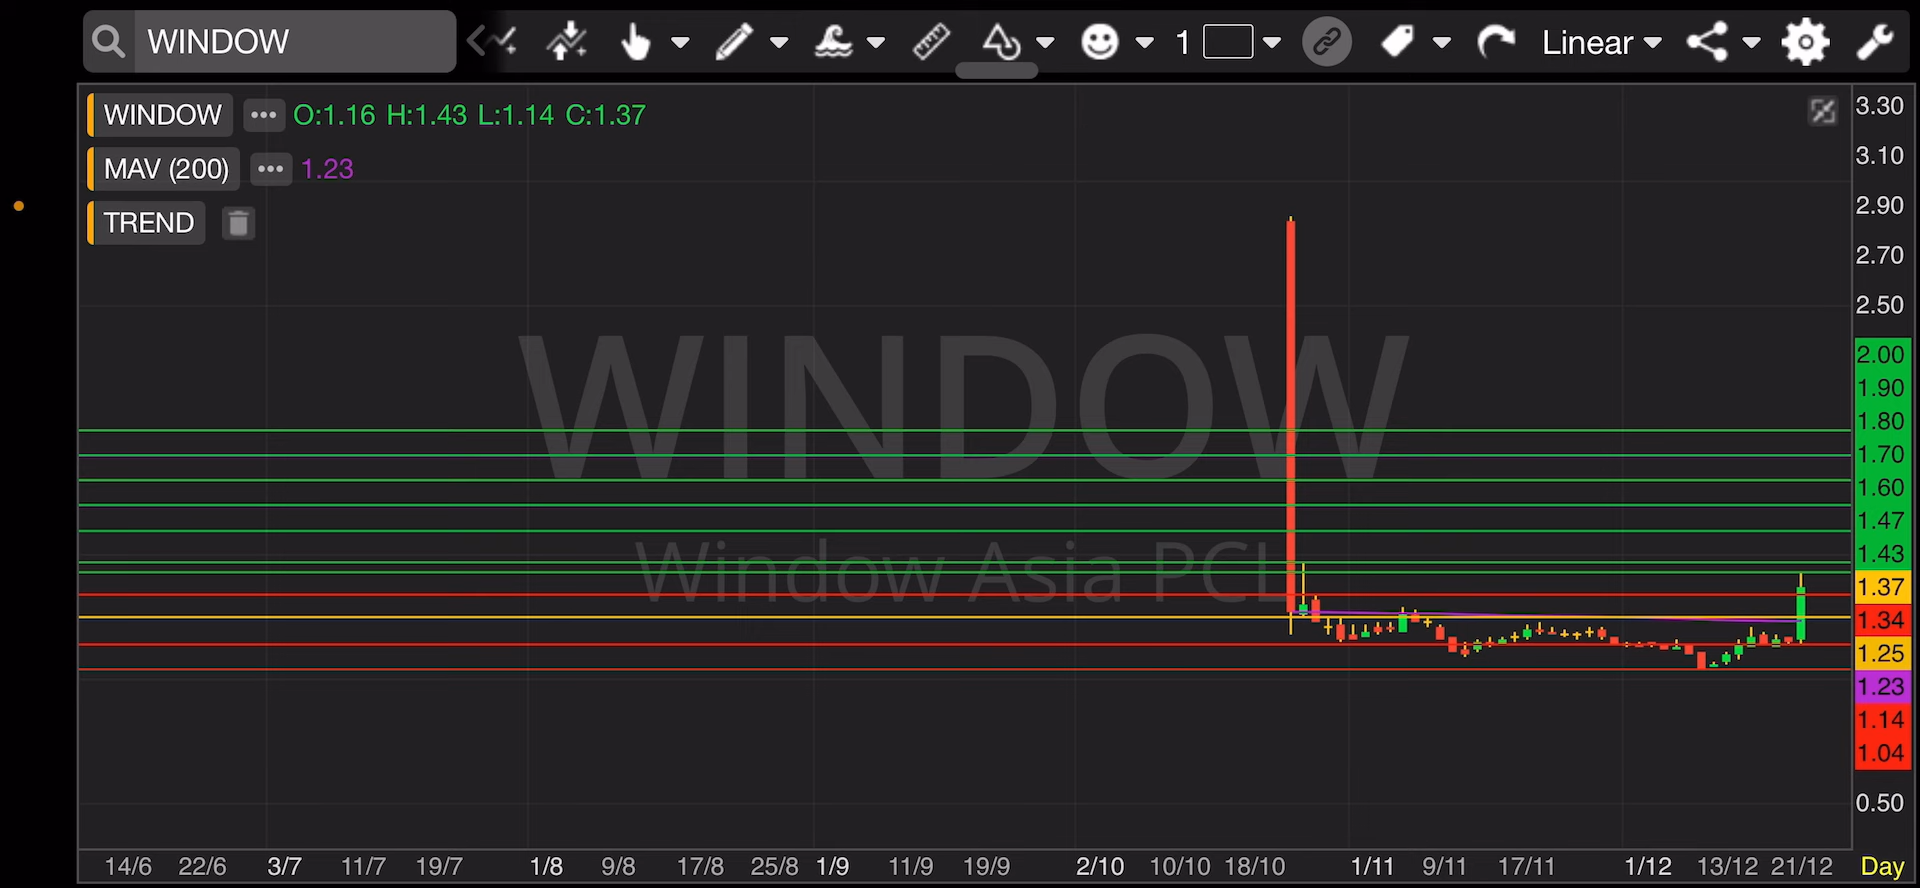 WINDOW 1 Linear
WINDOW ••• O:1.16 H:1.43 L:1.14 C:1.37
MAV (200) ••• 1.23
TREND
WINDOW
Window Asia PCL
3.30
3.10
2.90
2.70
2.50
2.00
1.90
1.80
1.70
1.60
1.47
1.43
1.37
1.34
1.25
1.23
1.14
1.04
0.50
14/6 22/6 3/7 11/7 19/7 1/8 9/8 17/8 25/8 1/9 11/9 19/9 2/10 10/10 18/10 1/11 9/11 17/11 1/12 13/12 21/12 Day